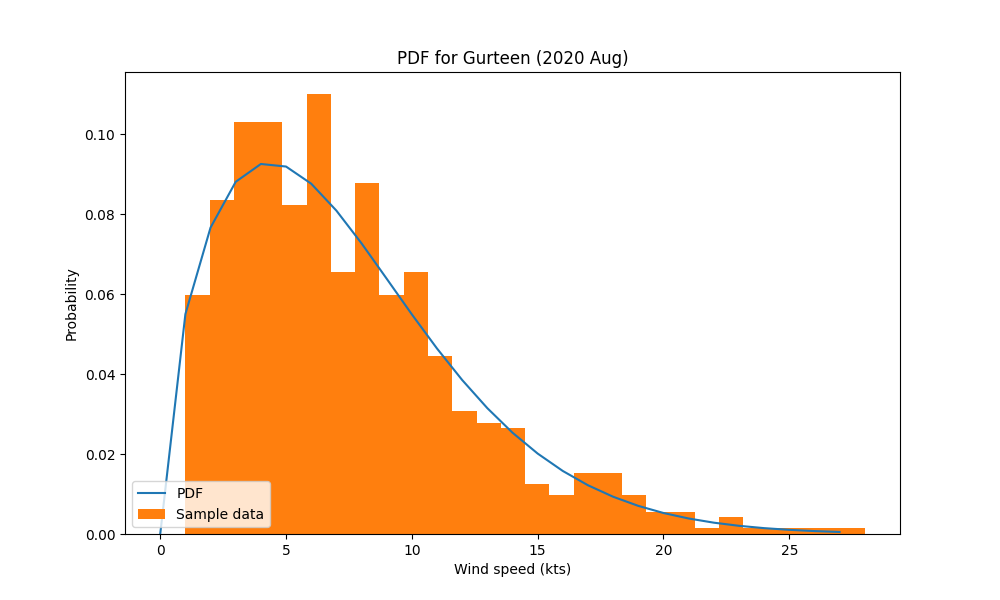 PDF for Gurteen (2020 Aug)
Probability
0.10
0.08
0.06
0.04
0.02
0.00
PDF
Sample data
0 5 10 15 20 25
Wind speed (kts)